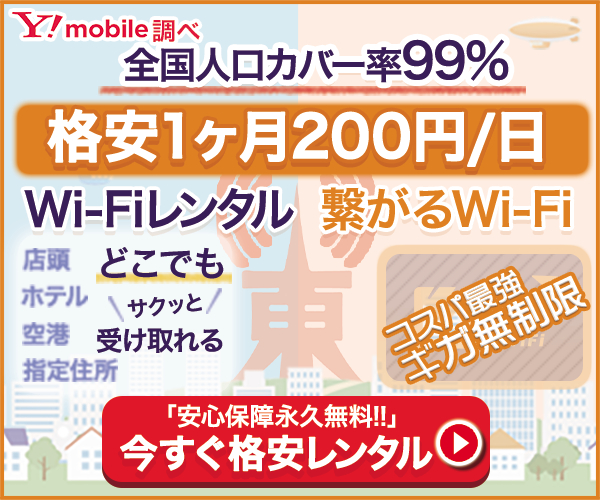 Y!mobile調べ
全国人口カバー率99%
格安1ヶ月200円/日
Wi-Fiレンタル 繋がるWi-Fi
店頭
ホテル
空港
指定住所
どこでも
サクッと
受け取れる
東
コスパ最強
ギガ無制限
「安心保障永久無料!!」
今すぐ格安レンタル